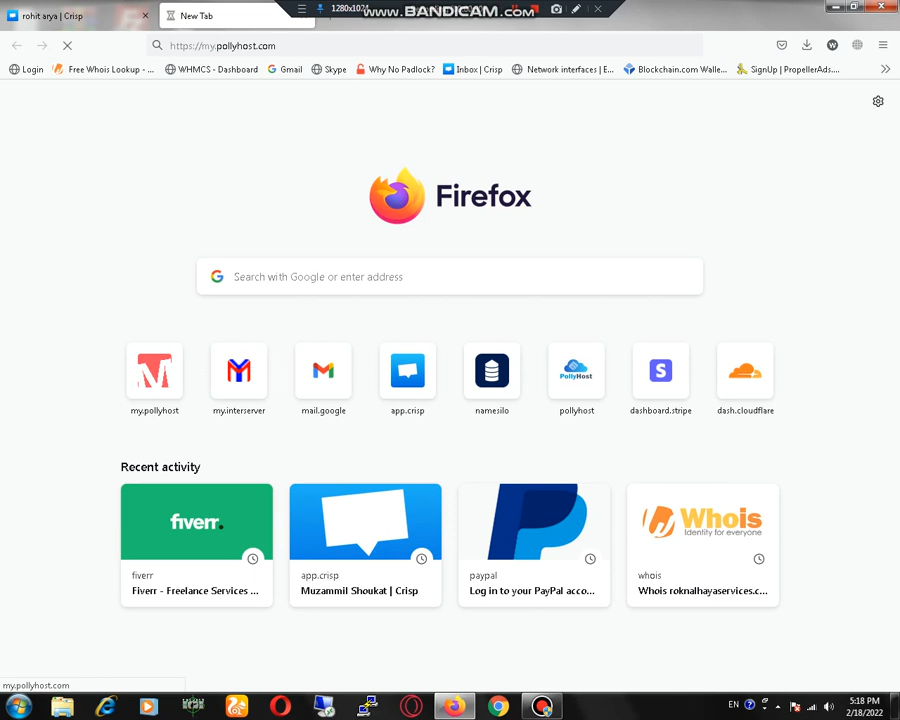 1280x1024
WWW.BANDICAM.COM
rohit arya | Crisp
New Tab
https://my.pollyhost.com
Login
Free Whois Lookup - ...
WHMCS - Dashboard
Gmail
Skype
Why No Padlock?
Inbox | Crisp
Network interfaces | E...
Blockchain.com Walle...
SignUp | PropellerAds....
Firefox
Search with Google or enter address
PollyHost
my.pollyhost
my.interserver
mail.google
app.crisp
namesilo
pollyhost
dashboard.stripe
dash.cloudflare
Recent activity
fiverr.
Whois
Identity for everyone
fiverr
app.crisp
paypal
whois
Fiverr - Freelance Services ...
Muzammil Shoukat | Crisp
Log in to your PayPal acco...
Whois roknalhayaservices.c...
my.pollyhost.com
EN
5:18 PM
2/18/2022